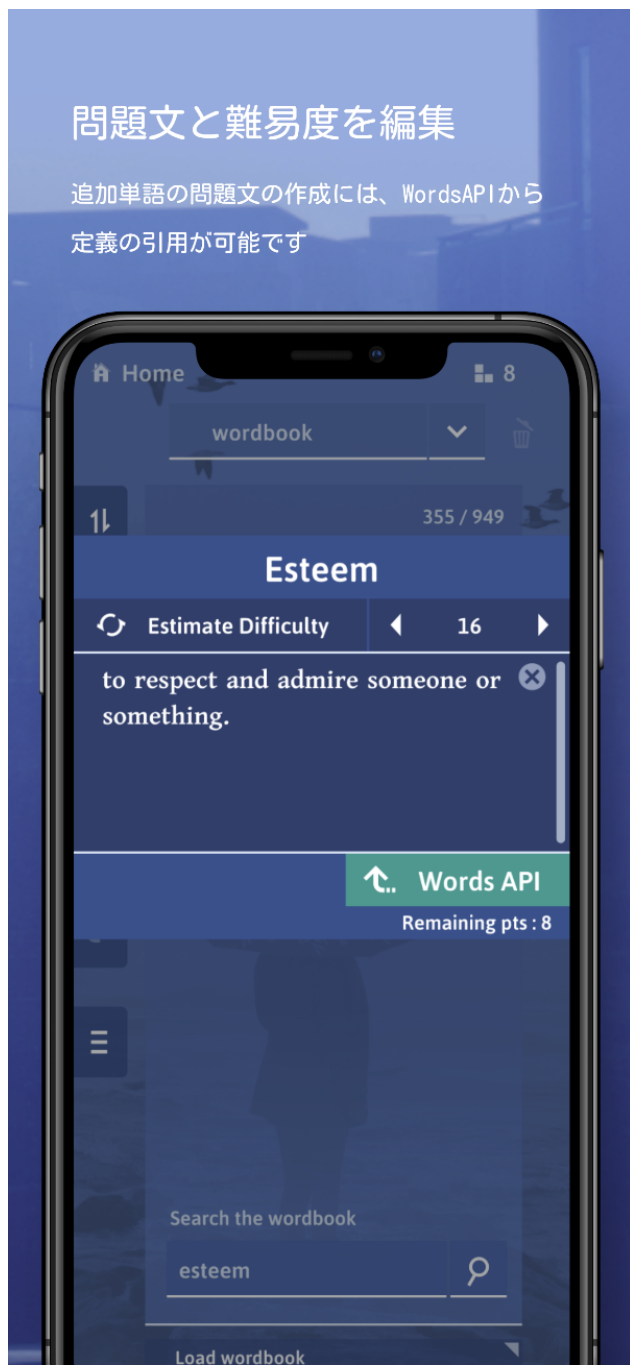 問題文と難易度を編集
追加単語の問題文の作成には、WordsAPIから
定義の引用が可能です
Home
8
wordbook
355 / 949
Esteem
Estimate Difficulty
16
to respect and admire someone or
something.
Words API
Remaining pts : 8
Search the wordbook
esteem
Load wordbook